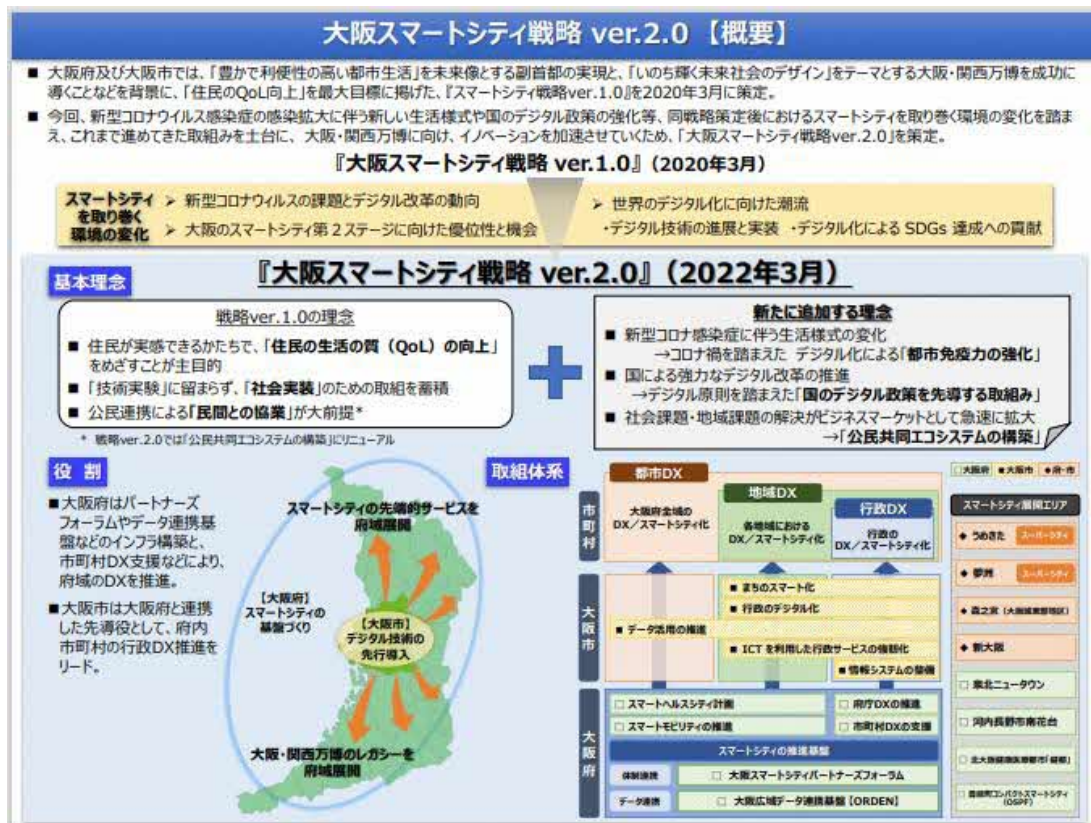 大阪スマートシティ戦略 ver.2.0 【概要】
■ 大阪府及び大阪市では、「豊かで利便性の高い都市生活」を未来像とする副首都の実現と、「いのち輝く未来社会のデザイン」をテーマとする大阪・関西万博を成功に
導くことなどを背景に、「住民のQoL向上」を最大目標に掲げた、『スマートシティ戦略ver.1.0』を2020年3月に策定。
■ 今回、新型コロナウイルス感染症の感染拡大に伴う新しい生活様式や国のデジタル政策の強化等、同戦略策定後におけるスマートシティを取り巻く環境の変化を踏ま
え、これまで進めてきた取組みを土台に、大阪・関西万博に向け、イノベーションを加速させていくため、「大阪スマートシティ戦略ver.2.0」を策定。
『大阪スマートシティ戦略 ver.1.0』（2020年3月）
スマートシティ
を取り巻く
環境の変化
➢ 新型コロナウィルスの課題とデジタル改革の動向
➢ 大阪のスマートシティ第２ステージに向けた優位性と機会
➢ 世界のデジタル化に向けた潮流
・デジタル技術の進展と実装 ・デジタル化による SDGs 達成への貢献
『大阪スマートシティ戦略 ver.2.0』（2022年3月）
基本理念
戦略ver.1.0の理念
■ 住民が実感できるかたちで、「住民の生活の質（QoL）の向上」
をめざすことが主目的
■ 「技術実験」に留まらず、「社会実装」のための取組を蓄積
■ 公民連携による「民間との協業」が大前提*
* 戦略ver.2.0では「公民共同エコシステムの構築」にリニューアル
新たに追加する理念
■ 新型コロナ感染症に伴う生活様式の変化
→コロナ禍を踏まえた デジタル化による「都市免疫力の強化」
■ 国による強力なデジタル改革の推進
→デジタル原則を踏まえた「国のデジタル政策を先導する取組み」
■ 社会課題・地域課題の解決がビジネスマーケットとして急速に拡大
→「公民共同エコシステムの構築」
役 割
■ 大阪府はパートナーズ
フォーラムやデータ連携基
盤などのインフラ構築と、
市町村DX支援などにより、
府域のDXを推進。
■ 大阪市は大阪府と連携
した先導役として、府内
市町村の行政DX推進を
リード。
スマートシティの先端的サービスを
府域展開
【大阪府】
スマートシティの
基盤づくり
【大阪市】
デジタル技術の
先行導入
大阪・関西万博のレガシーを
府域展開
取組体系
□大阪府 ■大阪市 ◆府・市
市町村
都市DX
大阪府全域の
DX／スマートシティ化
地域DX
各地域における
DX／スマートシティ化
行政DX
行政の
DX／スマートシティ化
大阪市
■ まちのスマート化
■ 行政のデジタル化
■ データ活用の推進
■ ICT を利用した行政サービスの強靭化
■ 情報システムの整備
大阪府
□ スマートヘルスシティ計画
□ スマートモビリティの推進
□ 府庁DXの推進
□ 市町村DXの支援
スマートシティの推進基盤
体制連携
□ 大阪スマートシティパートナーズフォーラム
データ連携
□ 大阪広域データ連携基盤【ORDEN】
スマートシティ展開エリア
◆ うめきた スーパーシティ
◆ 夢洲 スーパーシティ
◆ 森之宮（大阪城東部地区）
◆ 新大阪
□ 泉北ニュータウン
□ 河内長野市南花台
□ 北大阪健康医療都市「健都」
□ 豊能町コンパクトスマートシティ
(OSPF)